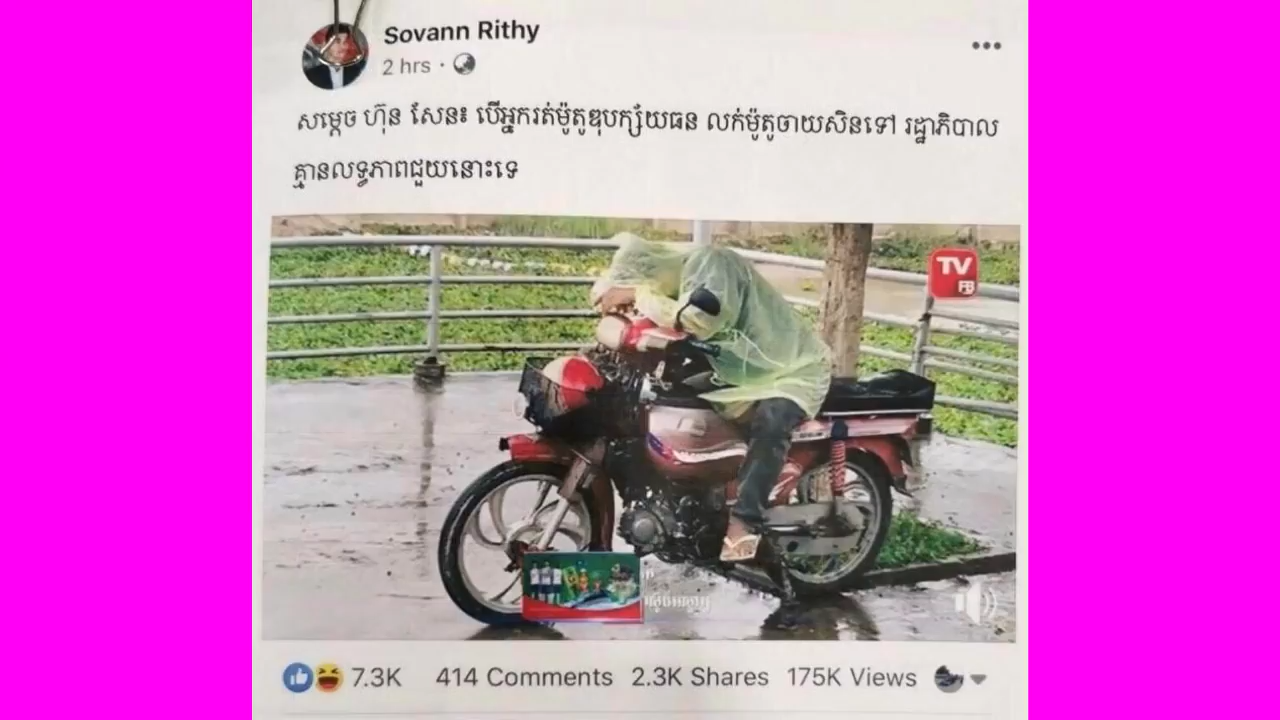 Sovann Rithy
2 hrs ·
សម្តេច ហ៊ុន សែន៖ បើអ្នករត់ម៉ូតូឌុបក្ស័យធន លក់ម៉ូតូចាយសិនទៅ រដ្ឋាភិបាល
គ្មានលទ្ធភាពជួយនោះទេ
TV
FB
7.3K 414 Comments 2.3K Shares 175K Views